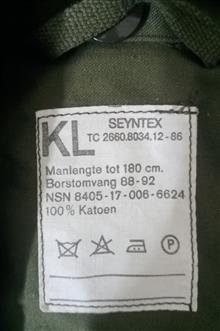 KL SEYNTEX
TC 2660.8034.12-86
Manlengte tot 180 cm.
Borstomvang 88-92
NSN 8405-17-006-6624
100% Katoen
P